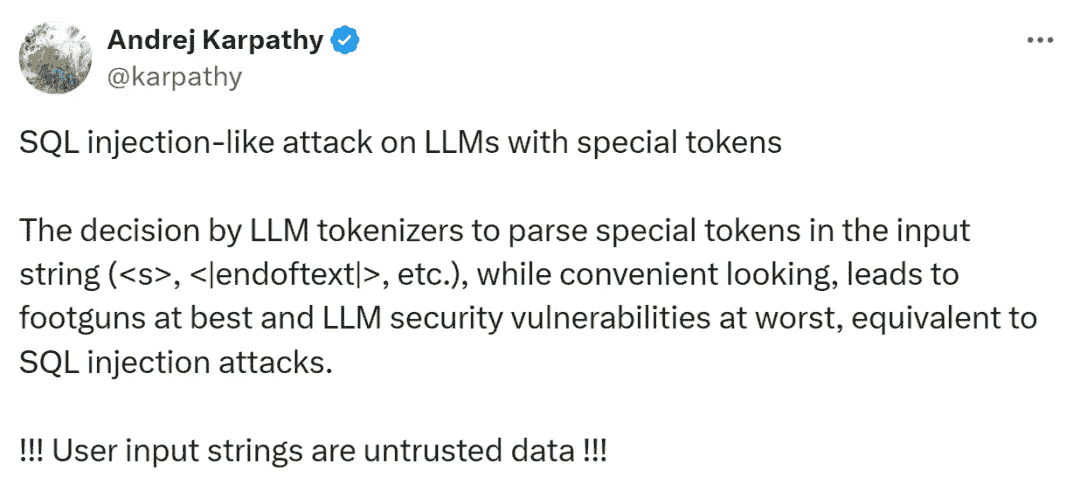 Andrej Karpathy
@karpathy
SQL injection-like attack on LLMs with special tokens
The decision by LLM tokenizers to parse special tokens in the input
string (<s>, <|endoftext|>, etc.), while convenient looking, leads to
footguns at best and LLM security vulnerabilities at worst, equivalent to
SQL injection attacks.
!!! User input strings are untrusted data !!!